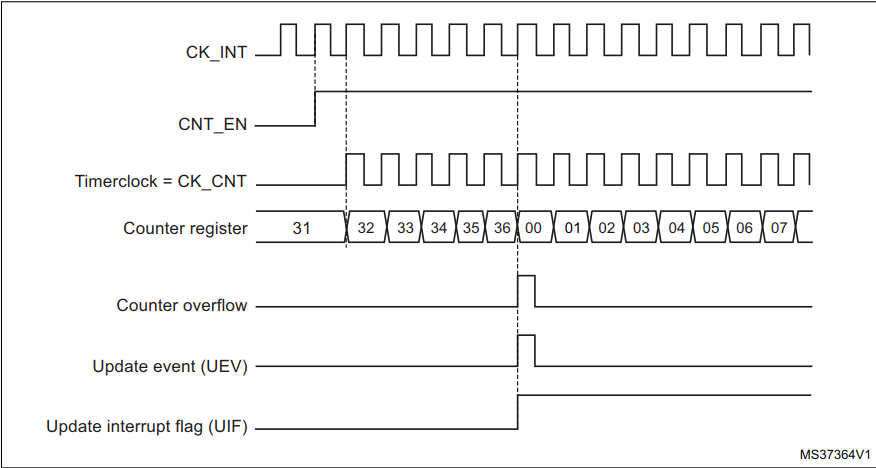 CK_INT
CNT_EN
Timerclock = CK_CNT
Counter register 31 32 33 34 35 36 00 01 02 03 04 05 06 07
Counter overflow
Update event (UEV)
Update interrupt flag (UIF)
MS37364V1